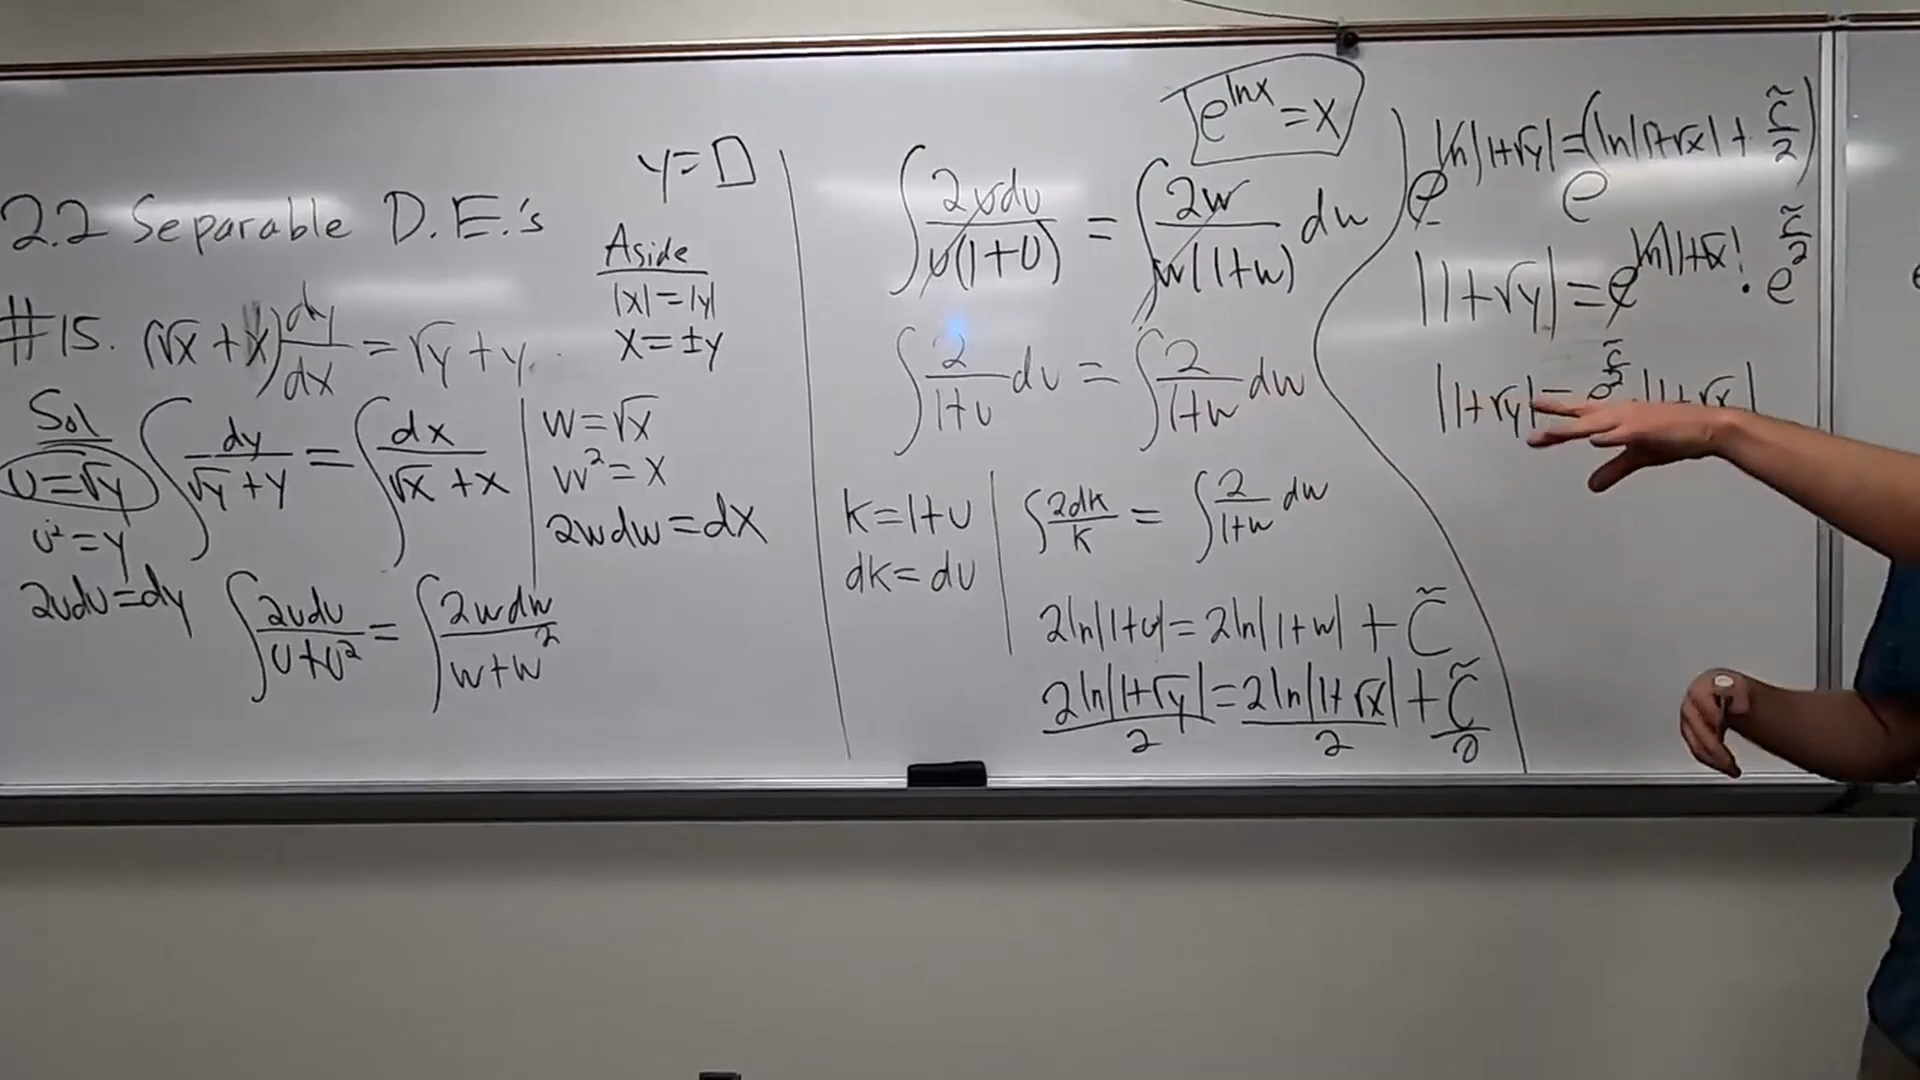 y=D
2.2 Separable D.E.'s
#15. (√x + x) dy/dx = √y + y.
Aside
|x| = |y|
x = ±y
Sol
u = √y
u² = y
2udu = dy
∫ dy/(√y + y) = ∫ dx/(√x + x)
w = √x
w² = x
2wdw = dx
∫ 2udu/(u + u²) = ∫ 2wdw/(w + w²)
e^{lnx} = x
∫ 2udu/(u(1+u)) = ∫ 2w/(w(1+w)) dw
∫ 2/(1+u) du = ∫ 2/(1+w) dw
k = 1+u
dk = du
∫ 2dk/k = ∫ 2/(1+w) dw
2ln|1+u| = 2ln|1+w| + C̃
2ln|1+√y|/2 = 2ln|1+√x|/2 + C̃/2
e^{ln|1+√y|} = e^{(ln|1+√x| + C̃/2)}
|1+√y| = e^{ln|1+√x|} · e^{C̃/2}
|1+√y| = e^{C̃/2} · |1+√x|